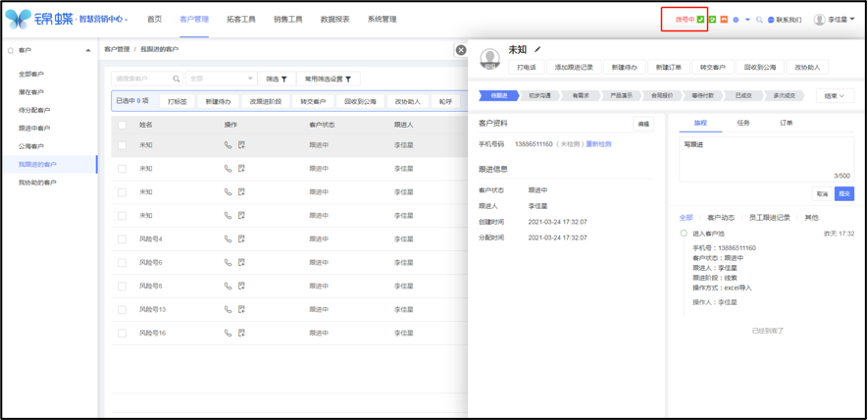 锦蝶·智慧营销中心
首页 客户管理 拓客工具 销售工具 数据报表 系统管理
拨号中 联系我们 李佳星
客户
全部客户
潜在客户
待分配客户
跟进中客户
公海客户
我跟进的客户
我协助的客户
客户管理 / 我跟进的客户
请搜索客户 全部 筛选 常用筛选设置
已选中 0 项 打标签 新建待办 改跟进阶段 转交客户 回收到公海 改协助人 轮呼
姓名 操作 客户状态 跟进人
未知 跟进中 李佳星
未知 跟进中 李佳星
未知 跟进中 李佳星
未知 跟进中 李佳星
风险号4 跟进中 李佳星
风险号6 跟进中 李佳星
风险号8 跟进中 李佳星
风险号13 跟进中 李佳星
风险号16 跟进中 李佳星
未知
打电话 添加跟进记录 新建待办 新建订单 转交客户 回收到公海 改协助人
待跟进 初步沟通 有需求 产品演示 合同报价 等待付款 已成交 多次成交 结束
客户资料 编辑
手机号码 13886511160 (未检测) 重新检测
跟进信息
客户状态 跟进中
跟进人 李佳星
创建时间 2021-03-24 17:32:07
分配时间 2021-03-24 17:32:07
旅程 任务 订单
写跟进
3/500
取消 提交
全部 客户动态 员工跟进记录 其他
进入客户池 昨天 17:32
手机号：13886511160
客户状态：跟进中
跟进人：李佳星
跟进阶段：线索
操作方式：excel导入
操作人：李佳星
已经到底了